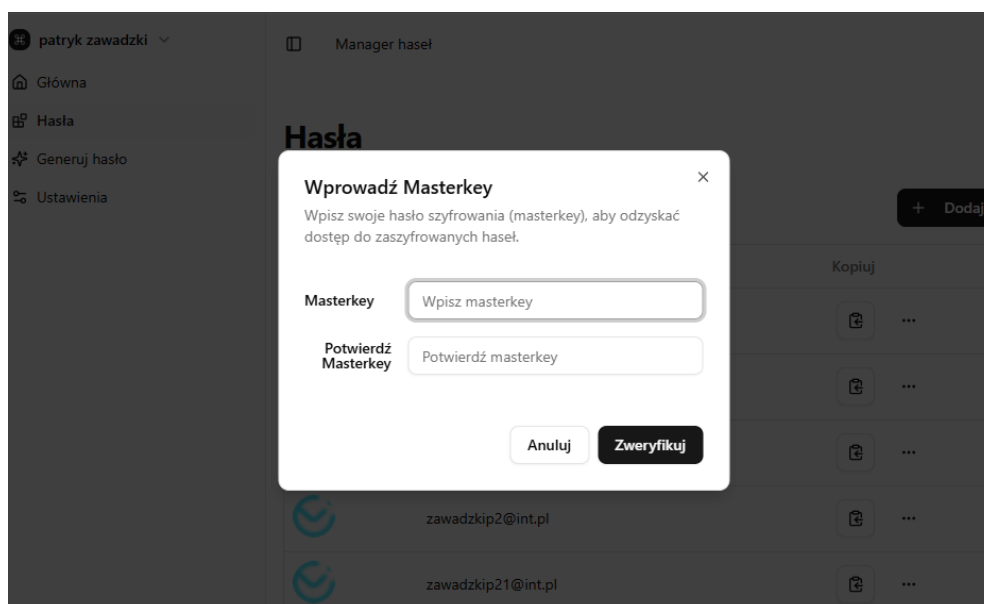 patryk zawadzki
Manager haseł
Główna
Hasła
Generuj hasło
Ustawienia
Hasła
Dodaj
Kopiuj
Wprowadź Masterkey
Wpisz swoje hasło szyfrowania (masterkey), aby odzyskać
dostęp do zaszyfrowanych haseł.
Masterkey
Wpisz masterkey
Potwierdź
Masterkey
Potwierdź masterkey
Anuluj
Zweryfikuj
zawadzkip2@int.pl
zawadzkip21@int.pl